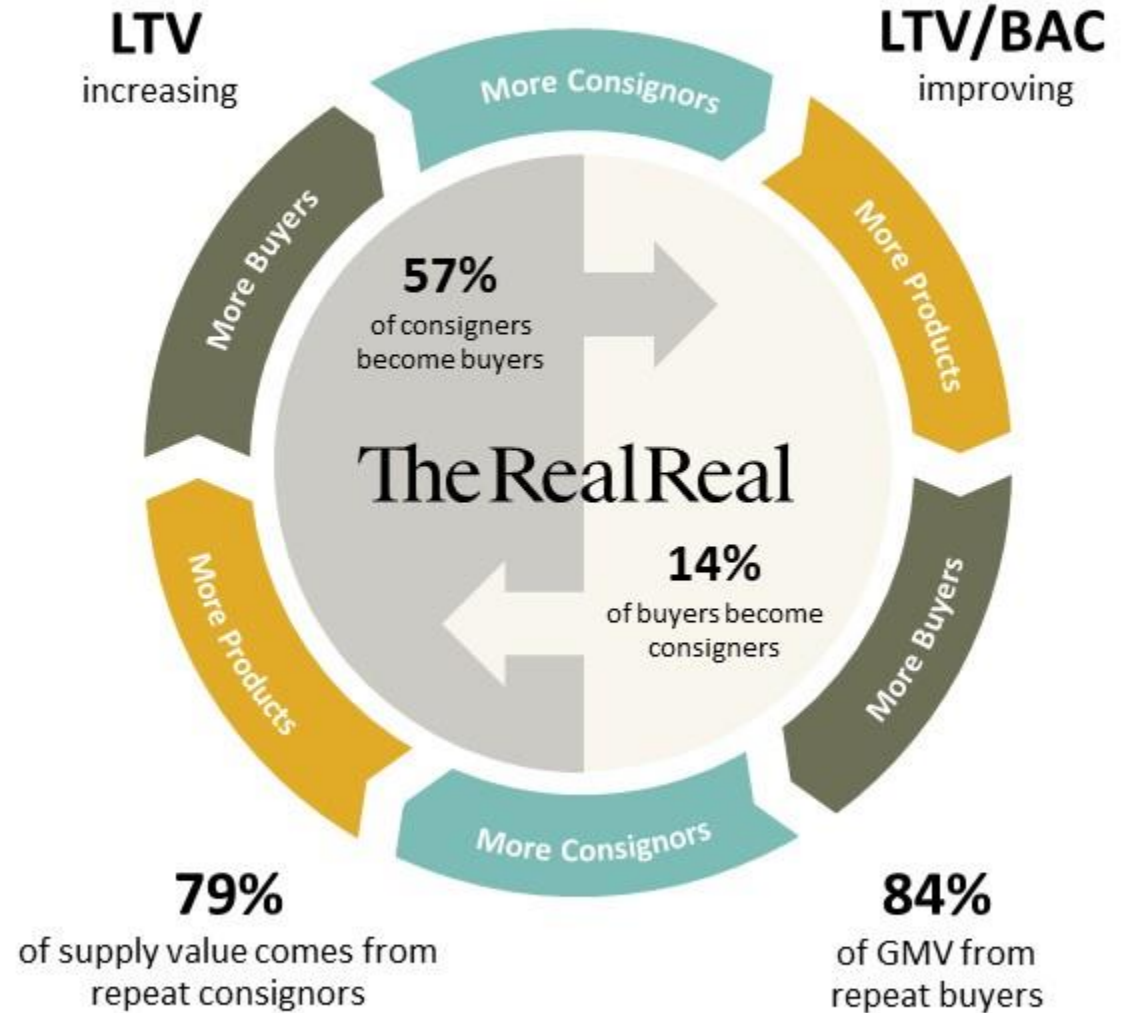 LTV
increasing
LTV/BAC
improving
More Consignors
More Products
More Buyers
More Consignors
More Products
More Buyers
57%
of consigners
become buyers
The RealReal
14%
of buyers become
consigners
79%
of supply value comes from
repeat consignors
84%
of GMV from
repeat buyers